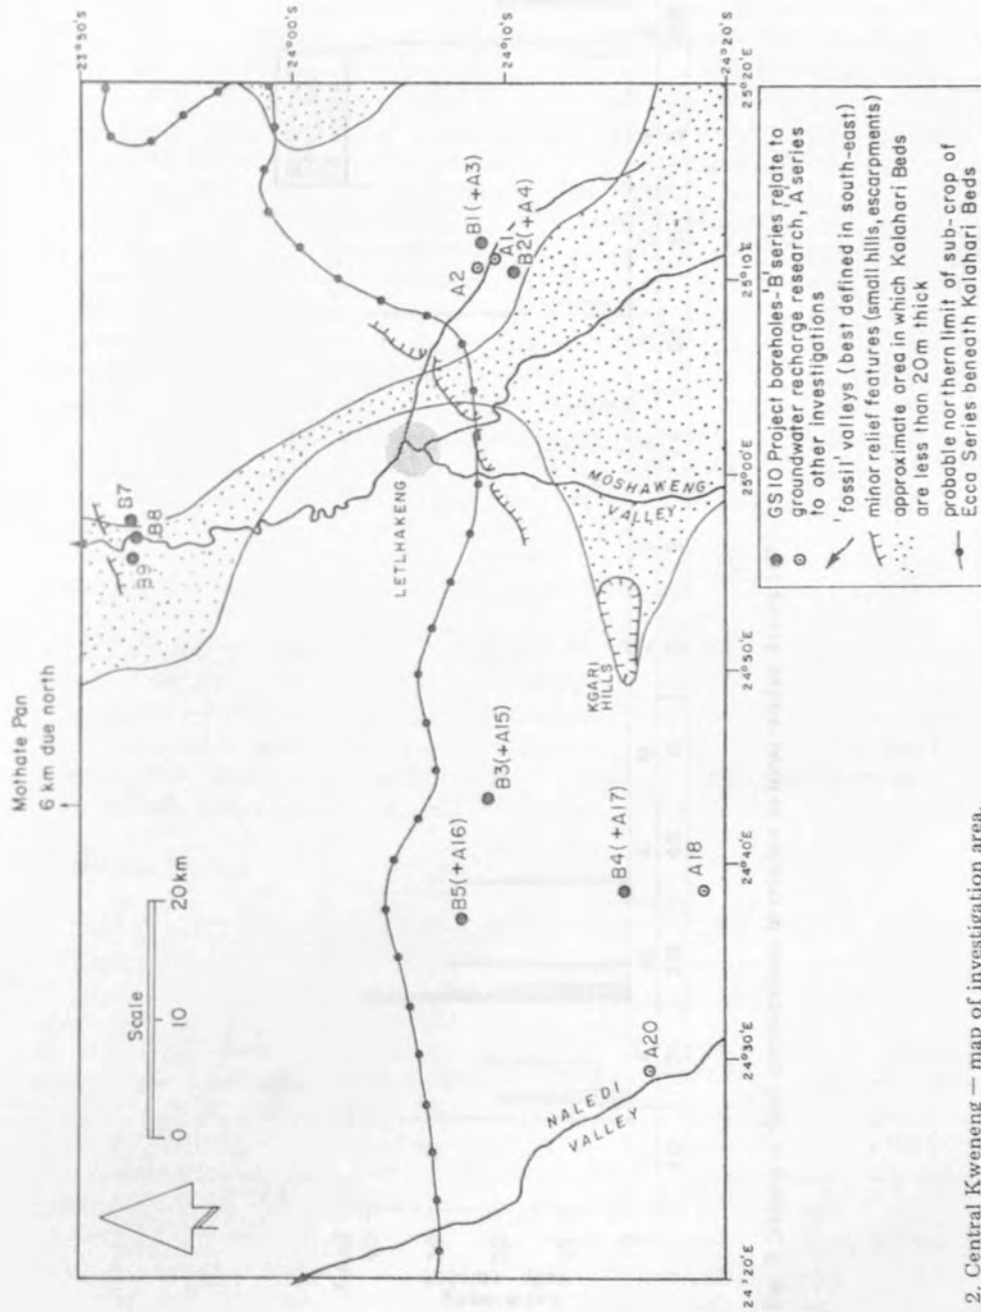 Mothate Pan
6 km due north
Scale
0 10 20km
23°50'S
24°00'S
24°10'S
24°20'S
24°20'E
24°30'E
24°40'E
24°50'E
25°00'E
25°10'E
25°20'E
B7
B8
B9
LETLHAKENG
A2
B1(+A3)
A1
B2(+A4)
MOSHAWENG
VALLEY
KGARI
HILLS
B3(+A15)
B5(+A16)
B4(+A17)
A18
A20
NALEDI
VALLEY
GS10 Project boreholes-'B' series relate to
groundwater recharge research, A series
to other investigations
'fossil' valleys (best defined in south-east)
minor relief features (small hills, escarpments)
approximate area in which Kalahari Beds
are less than 20m thick
probable northern limit of sub-crop of
Ecca Series beneath Kalahari Beds
2. Central Kweneng — map of investigation area.